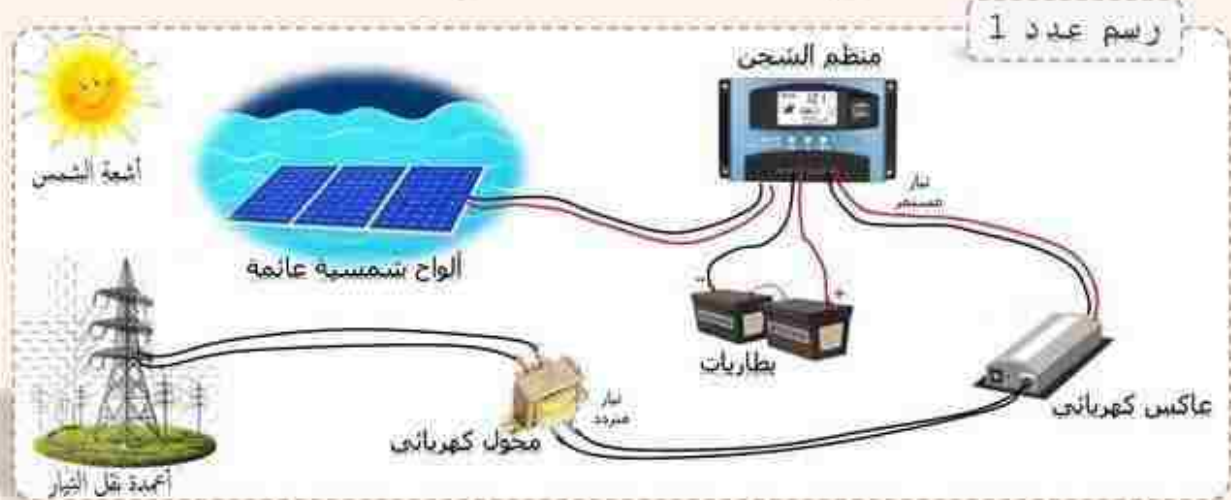 رسم عدد 1
منظم الشحن
أشعة الشمس
تيار
مستمر
ألواح شمسية عائمة
-
+
بطاريات
عاكس كهربائي
تيار
متردد
محول كهربائي
أعمدة نقل التيار